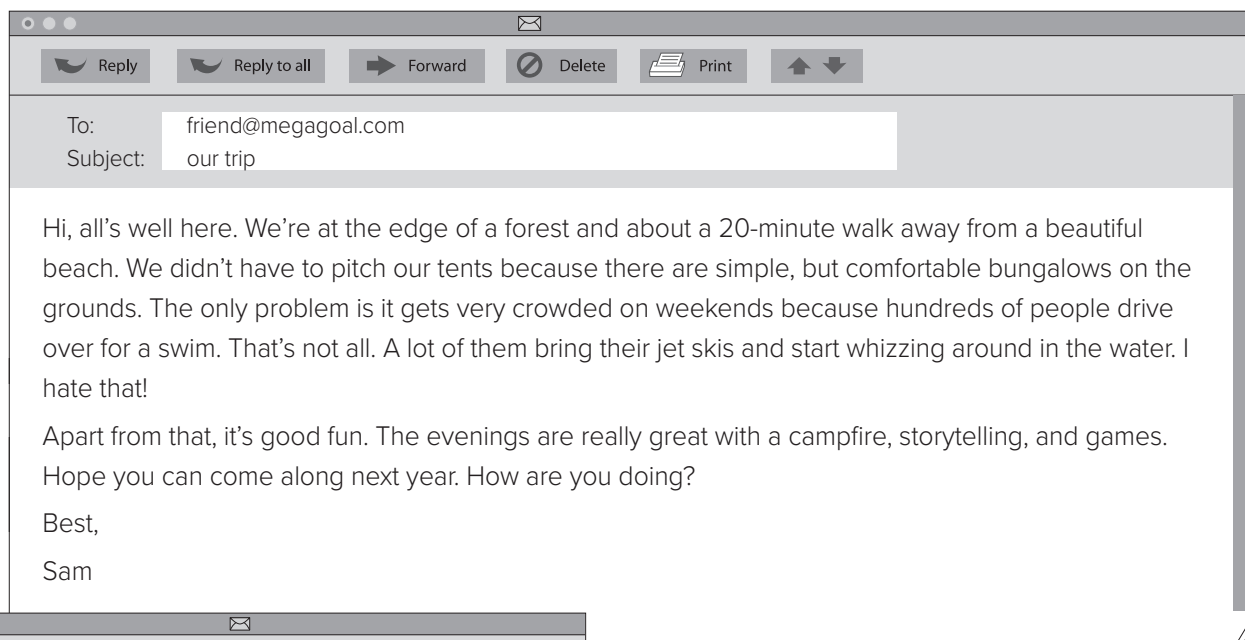 Reply Reply to all Forward Delete Print
To: friend@megagoal.com
Subject: our trip
Hi, all’s well here. We’re at the edge of a forest and about a 20-minute walk away from a beautiful
beach. We didn’t have to pitch our tents because there are simple, but comfortable bungalows on the
grounds. The only problem is it gets very crowded on weekends because hundreds of people drive
over for a swim. That’s not all. A lot of them bring their jet skis and start whizzing around in the water. I
hate that!
Apart from that, it’s good fun. The evenings are really great with a campfire, storytelling, and games.
Hope you can come along next year. How are you doing?
Best,
Sam